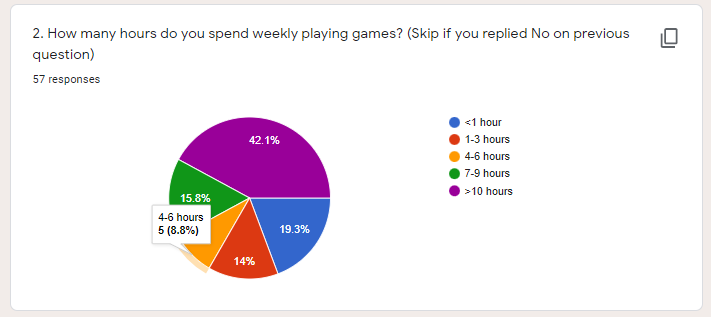 2. How many hours do you spend weekly playing games? (Skip if you replied No on previous
question)
57 responses
42.1%
<1 hour
1-3 hours
4-6 hours
7-9 hours
>10 hours
15.8%
4-6 hours
5 (8.8%)
19.3%
14%